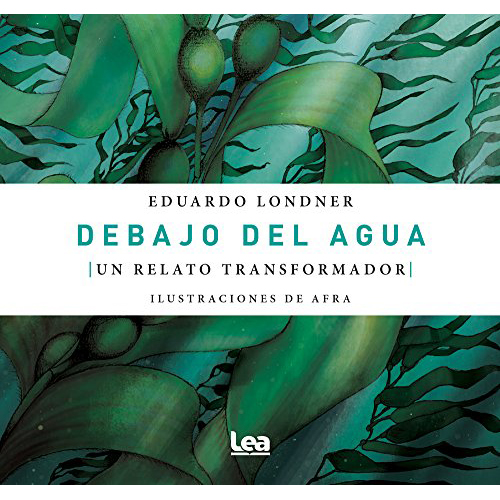 EDUARDO LONDNER
DEBAJO DEL AGUA
|UN RELATO TRANSFORMADOR|
ILUSTRACIONES DE AFRA
Lea